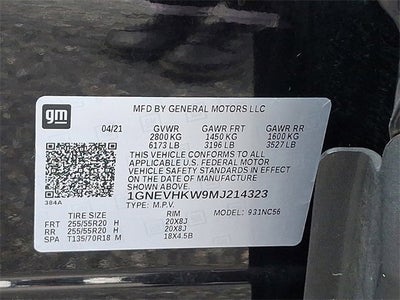 gm
MFD BY GENERAL MOTORS LLC
04/21 GVWR GAWR FRT GAWR RR
2800 KG 1450 KG 1600 KG
6173 LB 3196 LB 3527 LB
THIS VEHICLE CONFORMS TO ALL
APPLICABLE U.S. FEDERAL MOTOR
VEHICLE SAFETY STANDARDS IN EFFECT
ON THE DATE OF MANUFACTURE SHOWN ABOVE.
1GNEVHKW9MJ214323
384A TYPE: M.P.V. MODEL: 931NC56
TIRE SIZE RIM
FRT 255/55R20 H 20X8J
RR 255/55R20 H 20X8J
SPA T135/70R18 M 18X4.5B